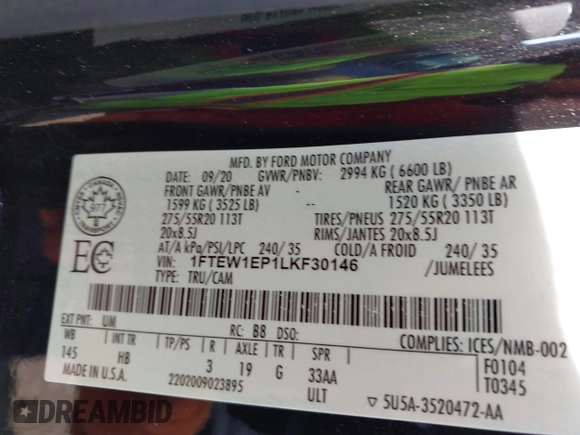 MFD. BY FORD MOTOR COMPANY
DATE: 09/20 GVWR/PNBV: 2994 KG ( 6600 LB)
FRONT GAWR/PNBE AV -- REAR GAWR/ PNBE AR
1599 KG ( 3525 LB) -- 1520 KG ( 3350 LB)
275/55R20 113T TIRES/PNEUS 275/55R20 113T
20x8.5J RIMS/JANTES 20x8.5J
AT/A kPa/PSI/LPC 240/ 35 COLD/A FROID 240/ 35
VIN: 1FTEW1EP1LKF30146 /JUMELEES
TYPE: TRU/CAM
EC
EXT PNT: UM RC: B8 DSO: COMPLIES: ICES/NMB-002
WB INT TR TP/PS R AXLE TR SPR F0104
145 HB 3 19 G 33AA T0345
MADE IN U.S.A. 2202009023895 ULT ▽ 5U5A-3520472-AA
DREAMBID